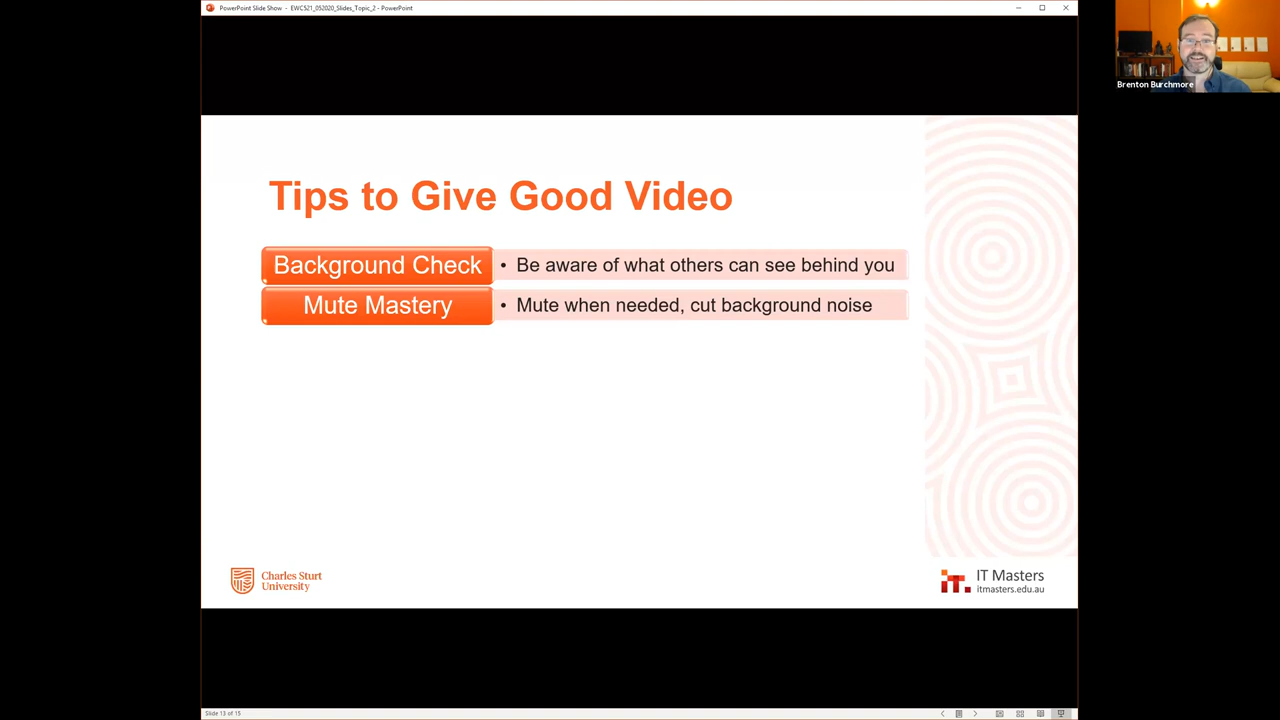 PowerPoint Slide Show - EWC521_052020_Slides_Topic_2 - PowerPoint
Brenton Burchmore
Tips to Give Good Video
Background Check • Be aware of what others can see behind you
Mute Mastery • Mute when needed, cut background noise
Charles Sturt
University
IT Masters
itmasters.edu.au
Slide 13 of 15